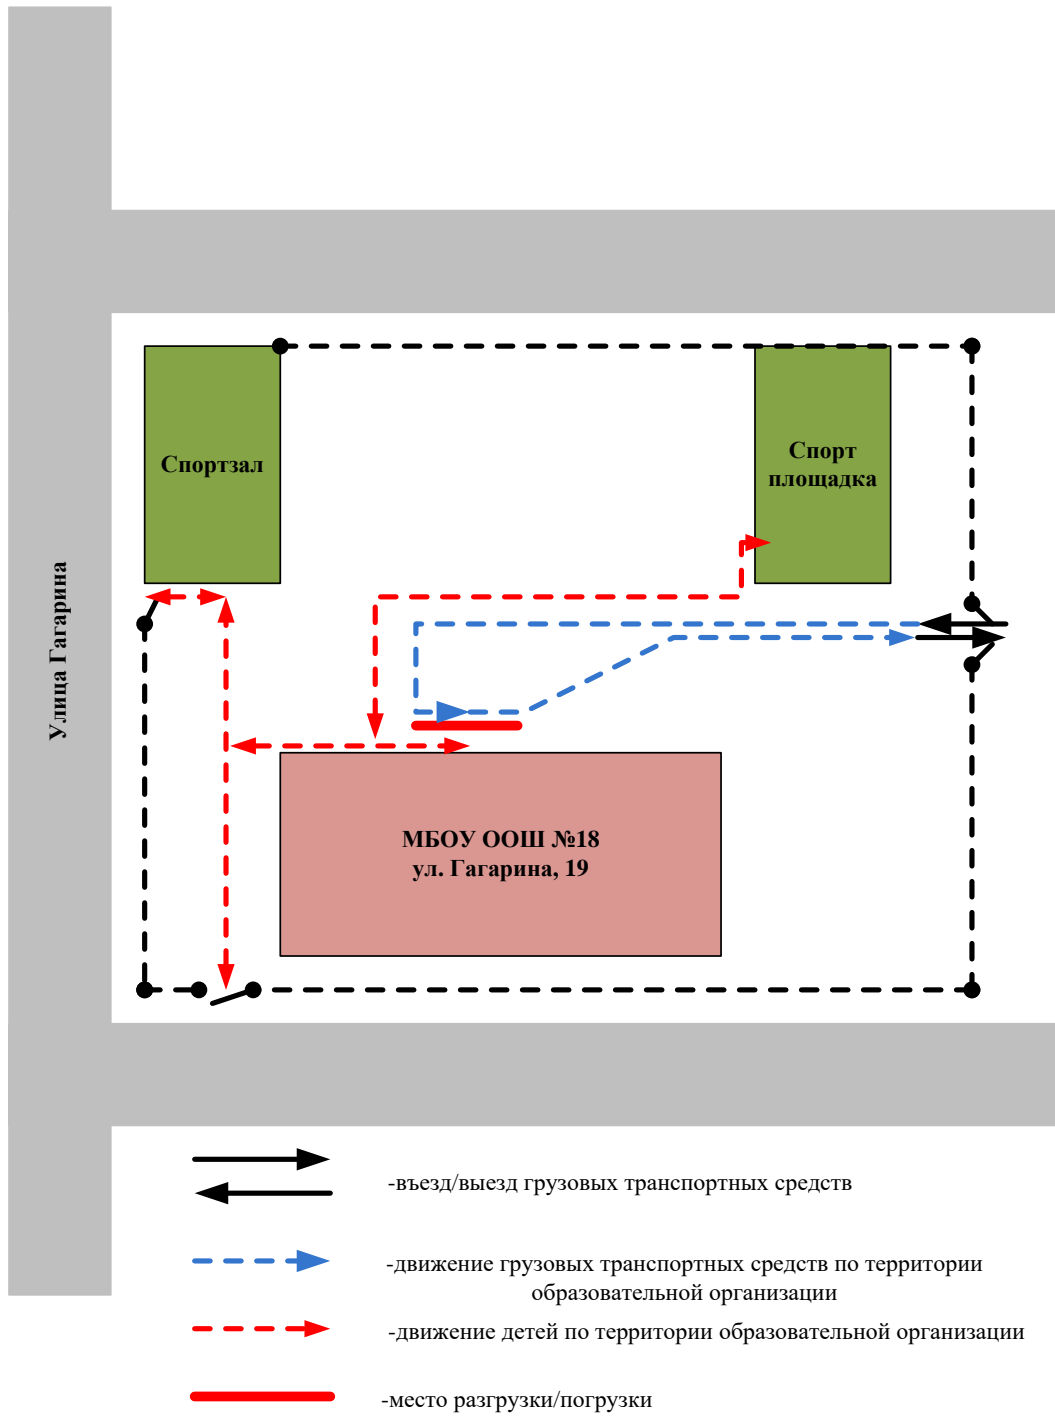 Спортзал
Спорт
площадка
Улица Гагарина
МБОУ ООШ №18
ул. Гагарина, 19
-въезд/выезд грузовых транспортных средств
-движение грузовых транспортных средств по территории
образовательной организации
-движение детей по территории образовательной организации
-место разгрузки/погрузки